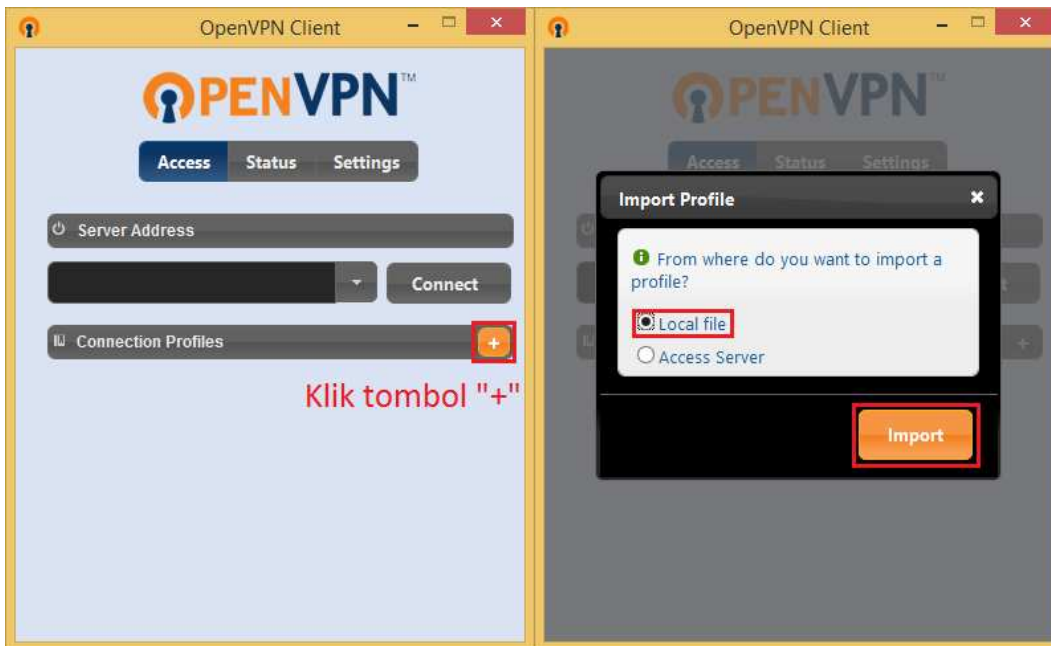 OpenVPN Client
OPENVPN™
Access Status Settings
Server Address
Connect
Connection Profiles +
Klik tombol "+"
OpenVPN Client
OPENVPN™
Access Status Settings
Import Profile
From where do you want to import a
profile?
Local file
Access Server
Import